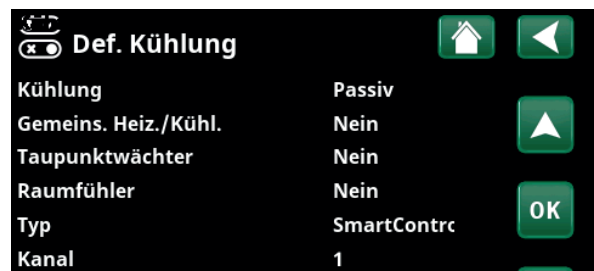 Def. Kühlung
Kühlung Passiv
Gemeins. Heiz./Kühl. Nein
Taupunktwächter Nein
Raumfühler Nein
OK
Typ SmartContrc
Kanal 1